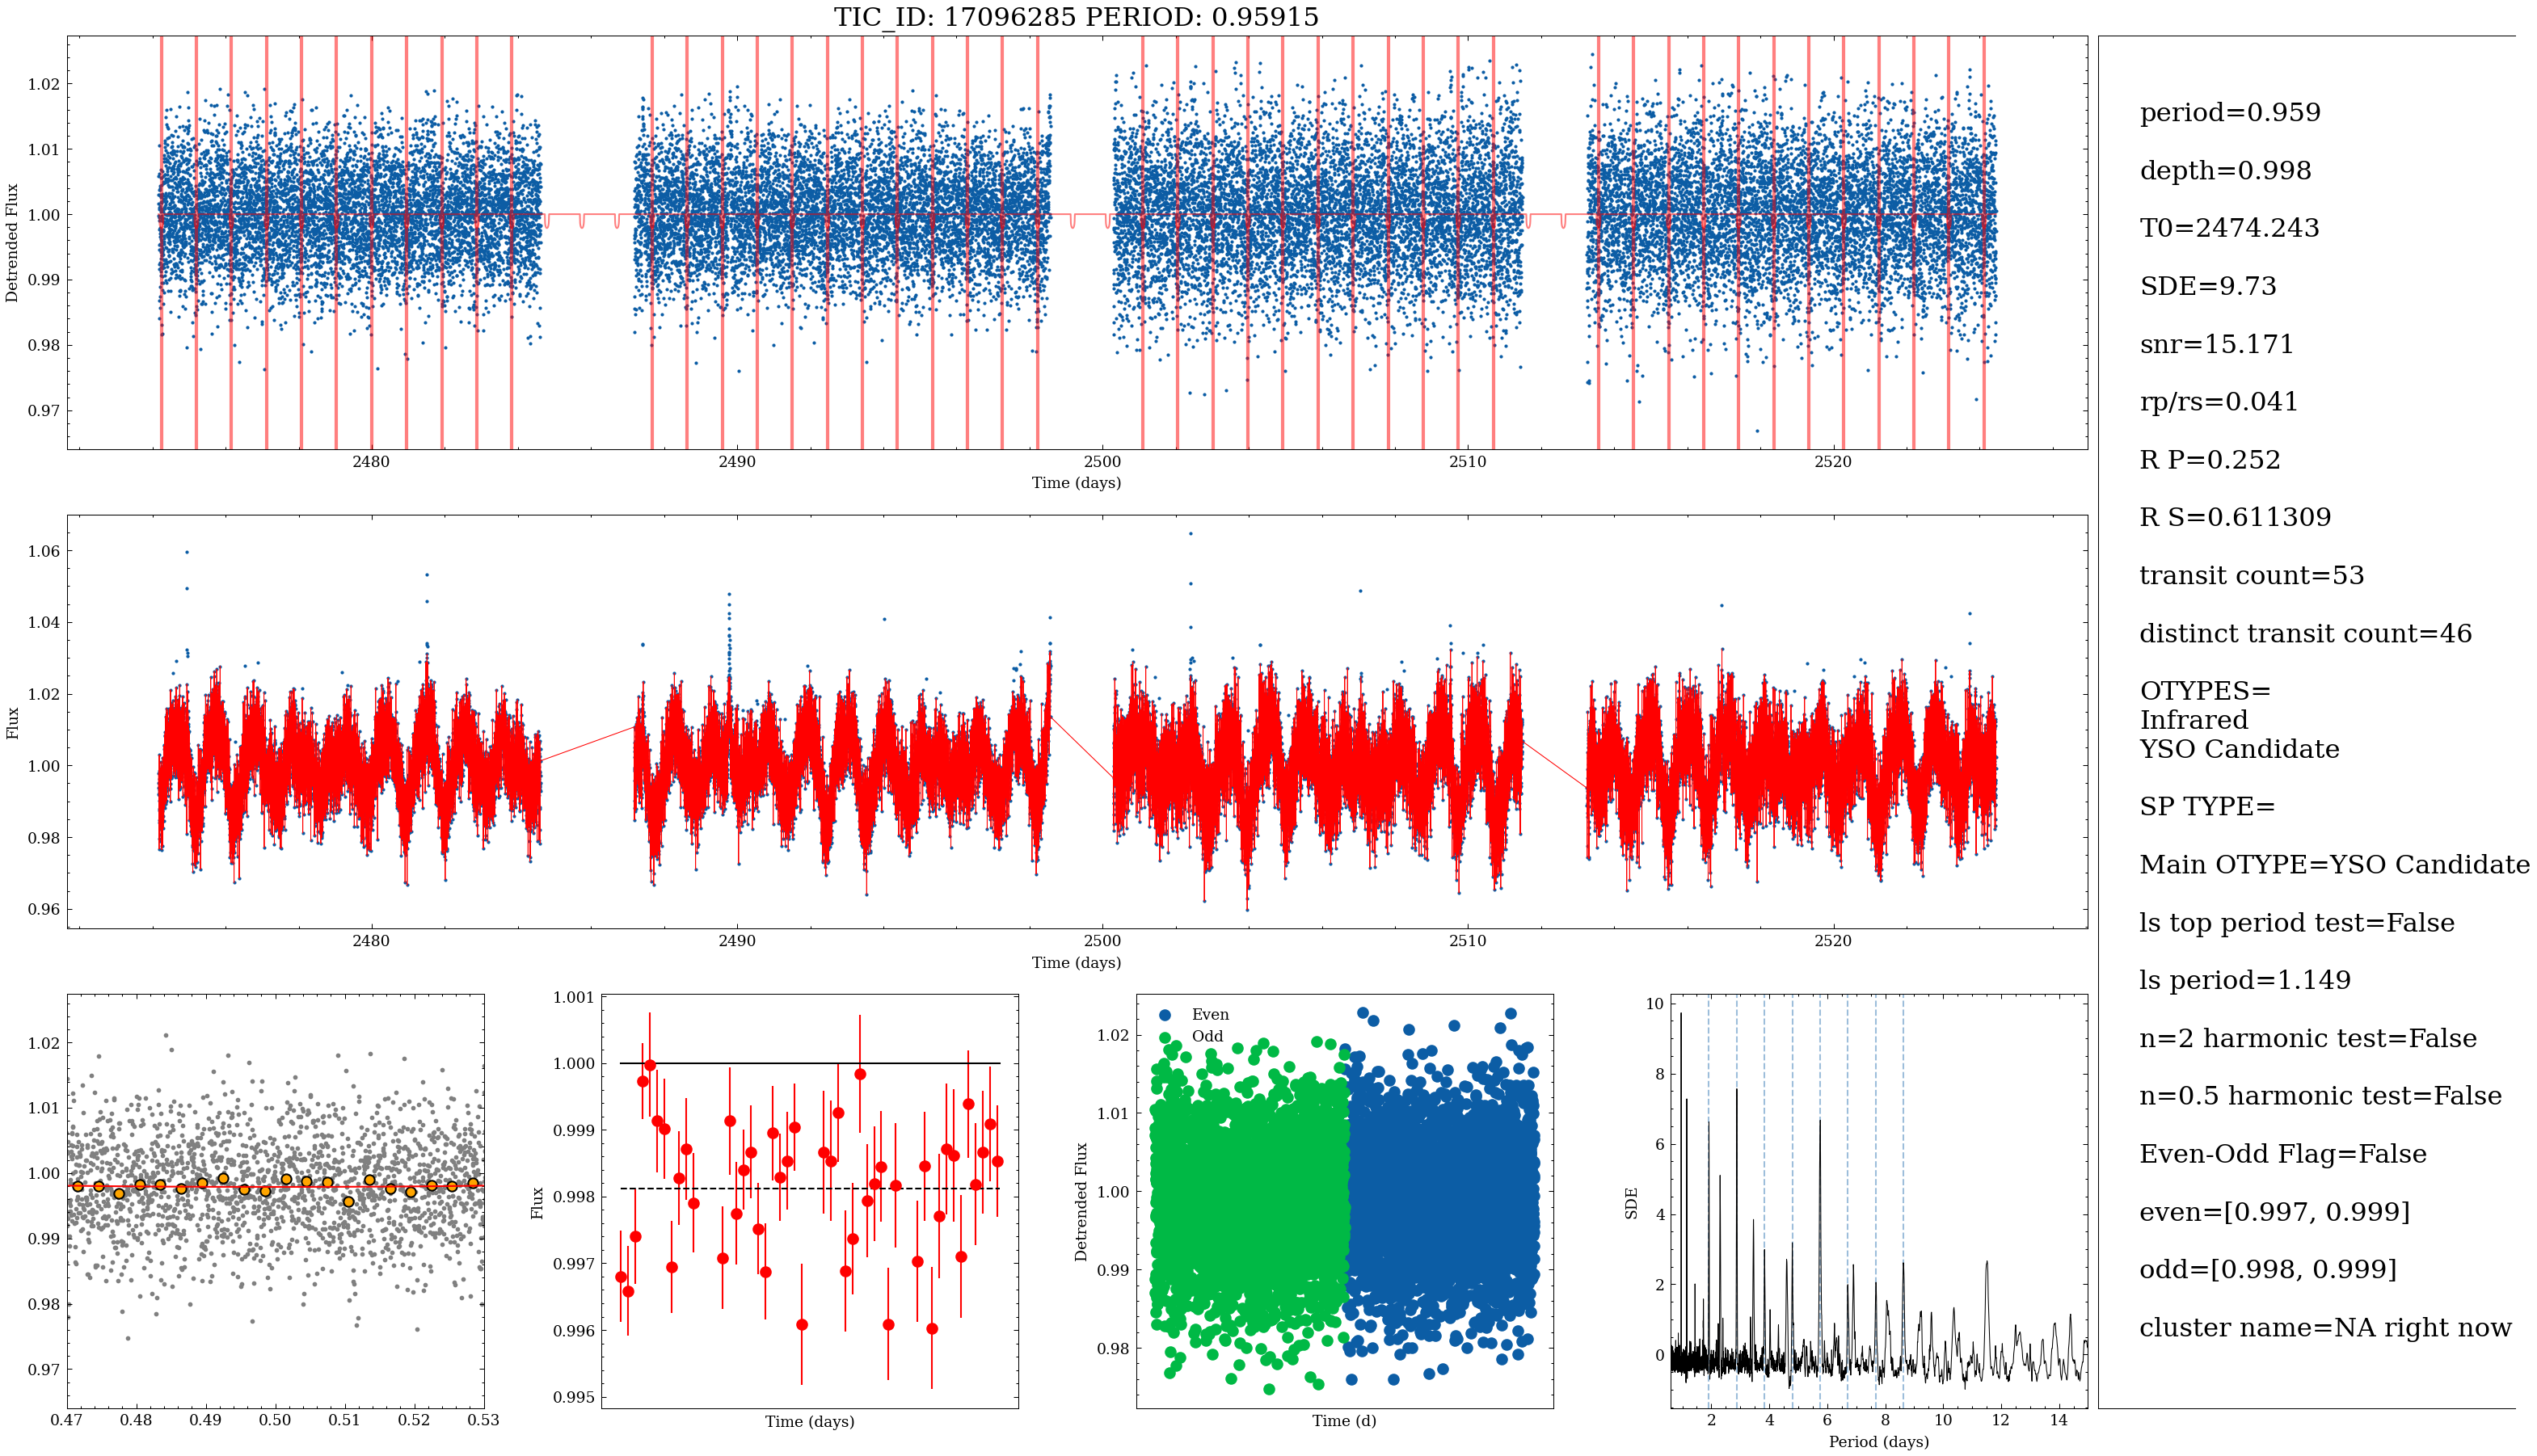 TIC_ID: 17096285 PERIOD: 0.95915
1.02
1.01
1.00
0.99
0.98
0.97
Detrended Flux
2480
2490
2500
2510
2520
Time (days)
1.06
1.04
1.02
1.00
0.98
0.96
Flux
2480
2490
2500
2510
2520
Time (days)
1.02
1.01
1.00
0.99
0.98
0.97
0.47
0.48
0.49
0.50
0.51
0.52
0.53
1.001
1.000
0.999
0.998
0.997
0.996
0.995
Flux
Time (days)
Even
Odd
1.02
1.01
1.00
0.99
0.98
Detrended Flux
Time (d)
10
8
6
4
2
0
SDE
2
4
6
8
10
12
14
Period (days)
period=0.959
depth=0.998
T0=2474.243
SDE=9.73
snr=15.171
rp/rs=0.041
R P=0.252
R S=0.611309
transit count=53
distinct transit count=46
OTYPES=
Infrared
YSO Candidate
SP TYPE=
Main OTYPE=YSO Candidate
ls top period test=False
ls period=1.149
n=2 harmonic test=False
n=0.5 harmonic test=False
Even-Odd Flag=False
even=[0.997, 0.999]
odd=[0.998, 0.999]
cluster name=NA right now